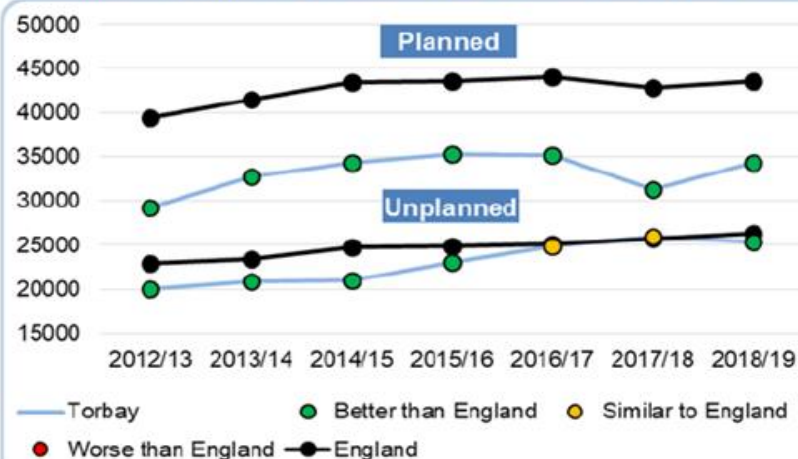 50000
Planned
45000
40000
35000
30000
Unplanned
25000
20000
15000
2012/13 2013/14 2014/15 2015/16 2016/17 2017/18 2018/19
Torbay Better than England Similar to England
Worse than England England